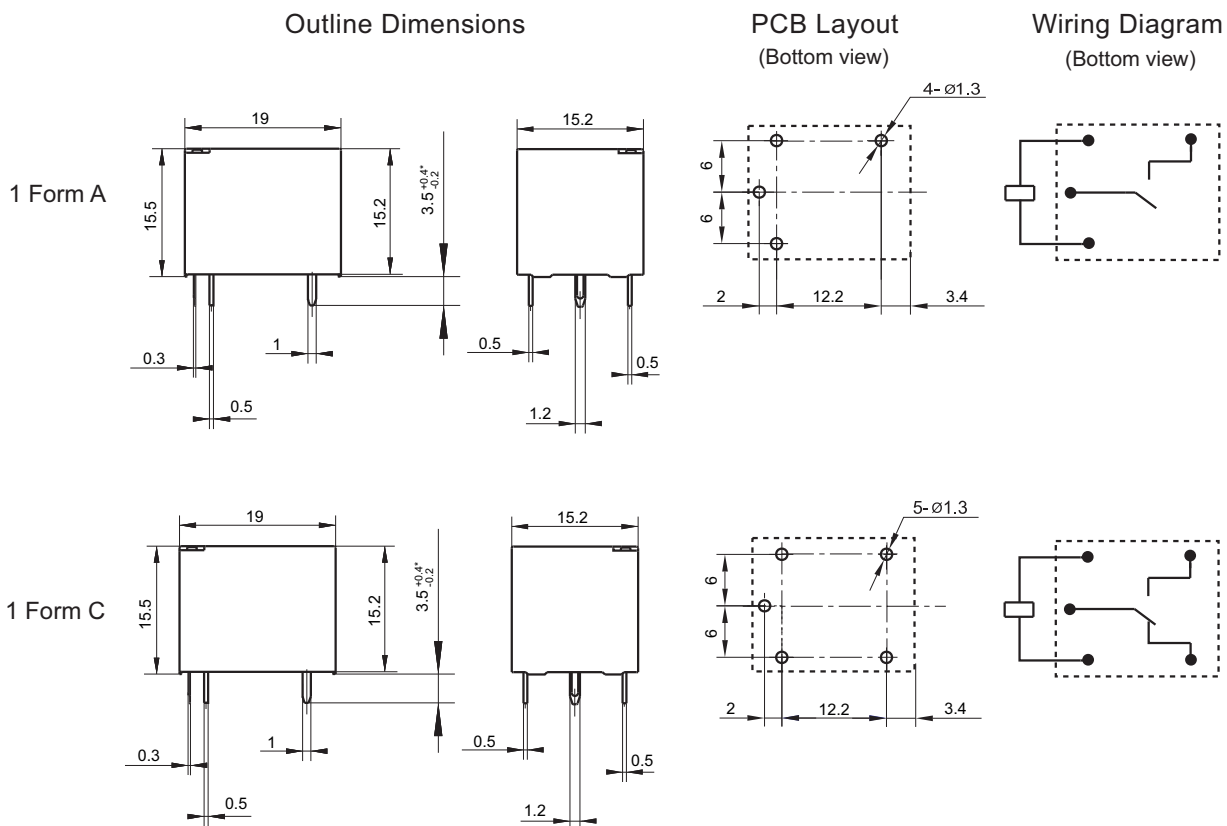 Outline Dimensions
PCB Layout
(Bottom view)
Wiring Diagram
(Bottom view)
1 Form A
19
15.5
15.2
3.5 +0.4* -0.2
0.3
0.5
1
15.2
0.5
0.5
1.2
4- Ø1.3
6
6
2
12.2
3.4
1 Form C
19
15.5
15.2
3.5 +0.4* -0.2
0.3
0.5
1
15.2
0.5
0.5
1.2
5- Ø1.3
6
6
2
12.2
3.4